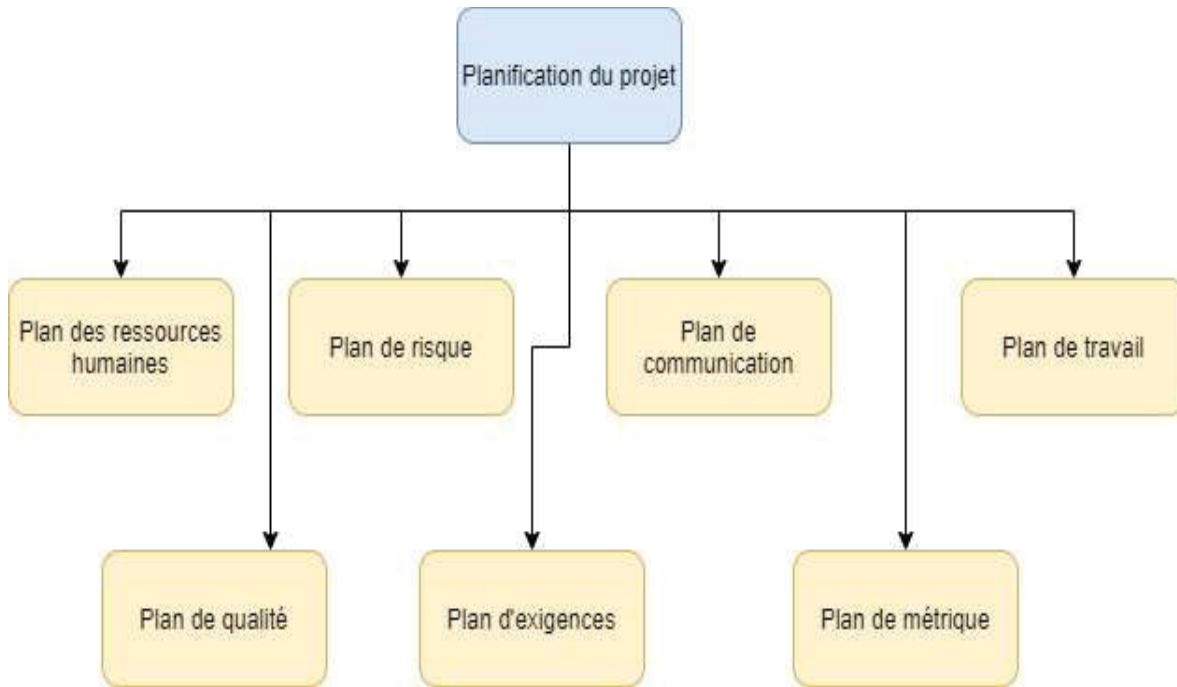 Planification du projet
Plan des ressources
humaines
Plan de risque
Plan de
communication
Plan de travail
Plan de qualité
Plan d'exigences
Plan de métrique